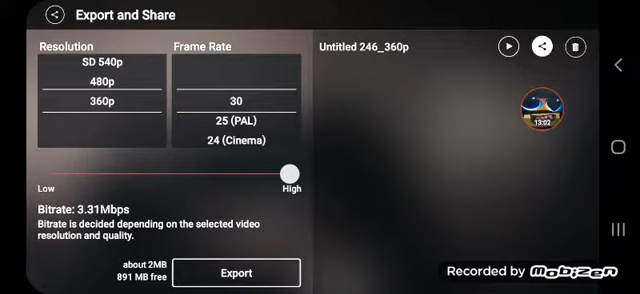 Export and Share
Resolution
Frame Rate
Untitled 246_360p
SD 540p
480p
360p
30
25 (PAL)
24 (Cinema)
13:02
Low
High
Bitrate: 3.31Mbps
Bitrate is decided depending on the selected video
resolution and quality.
about 2MB
891 MB free
Export
Recorded by Mobizen